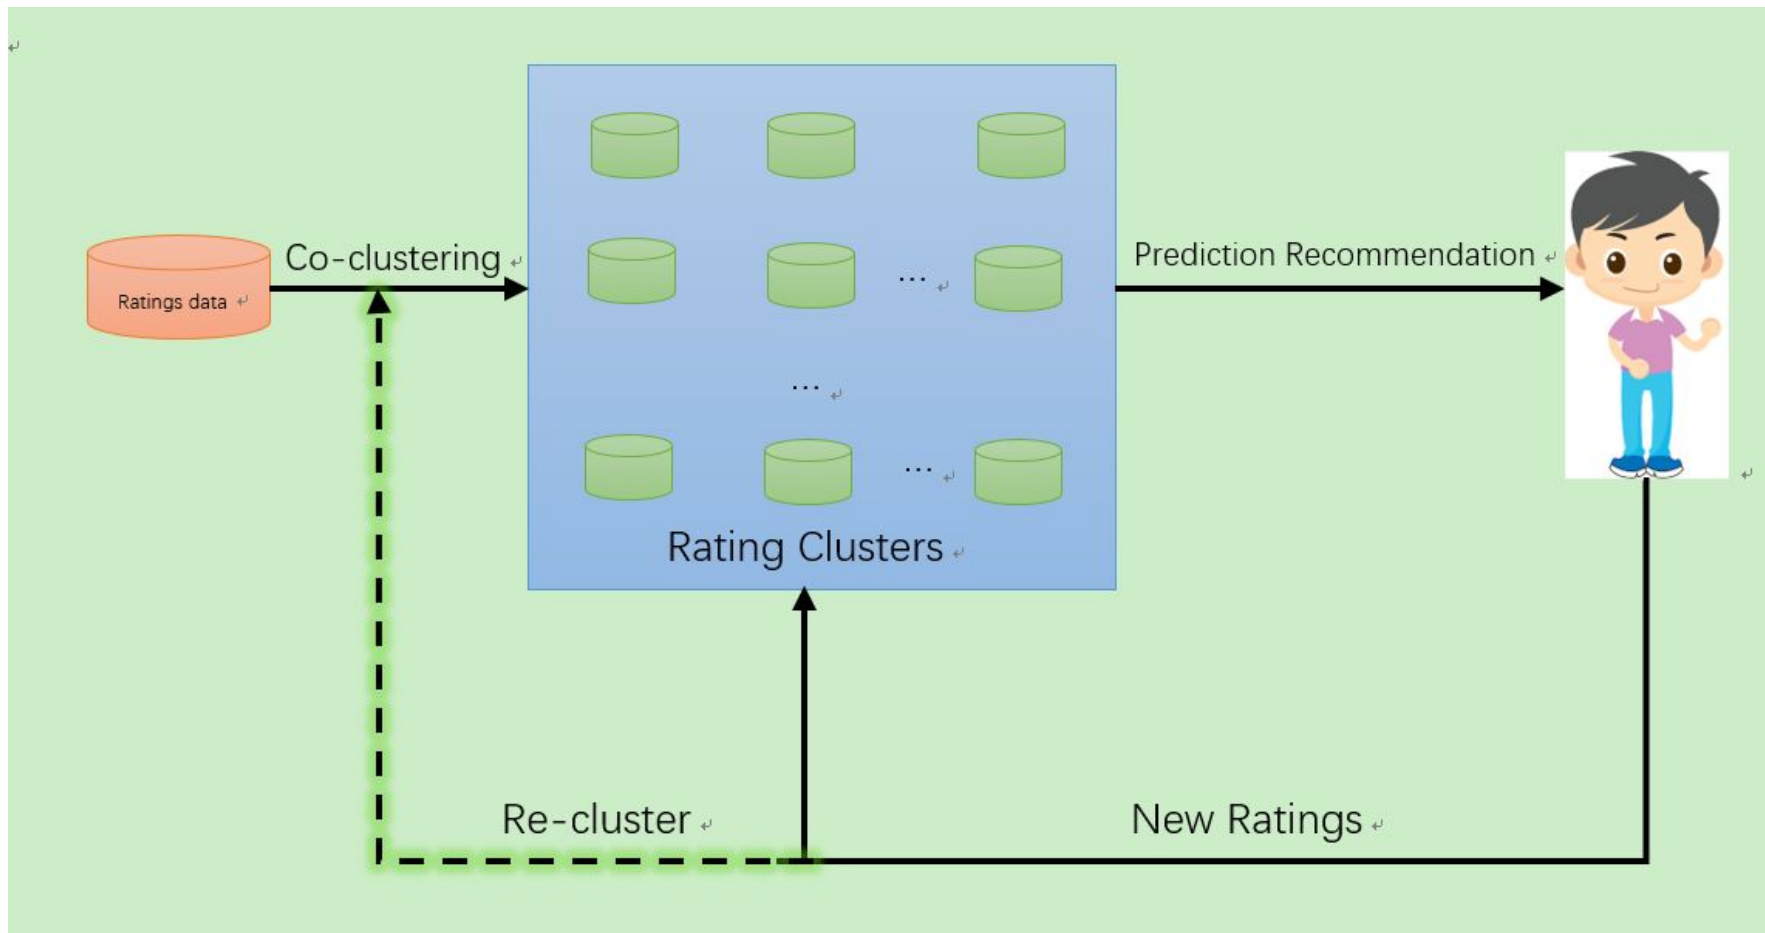 Co-clustering
Ratings data
…
…
…
Rating Clusters
Prediction Recommendation
Re-cluster
New Ratings